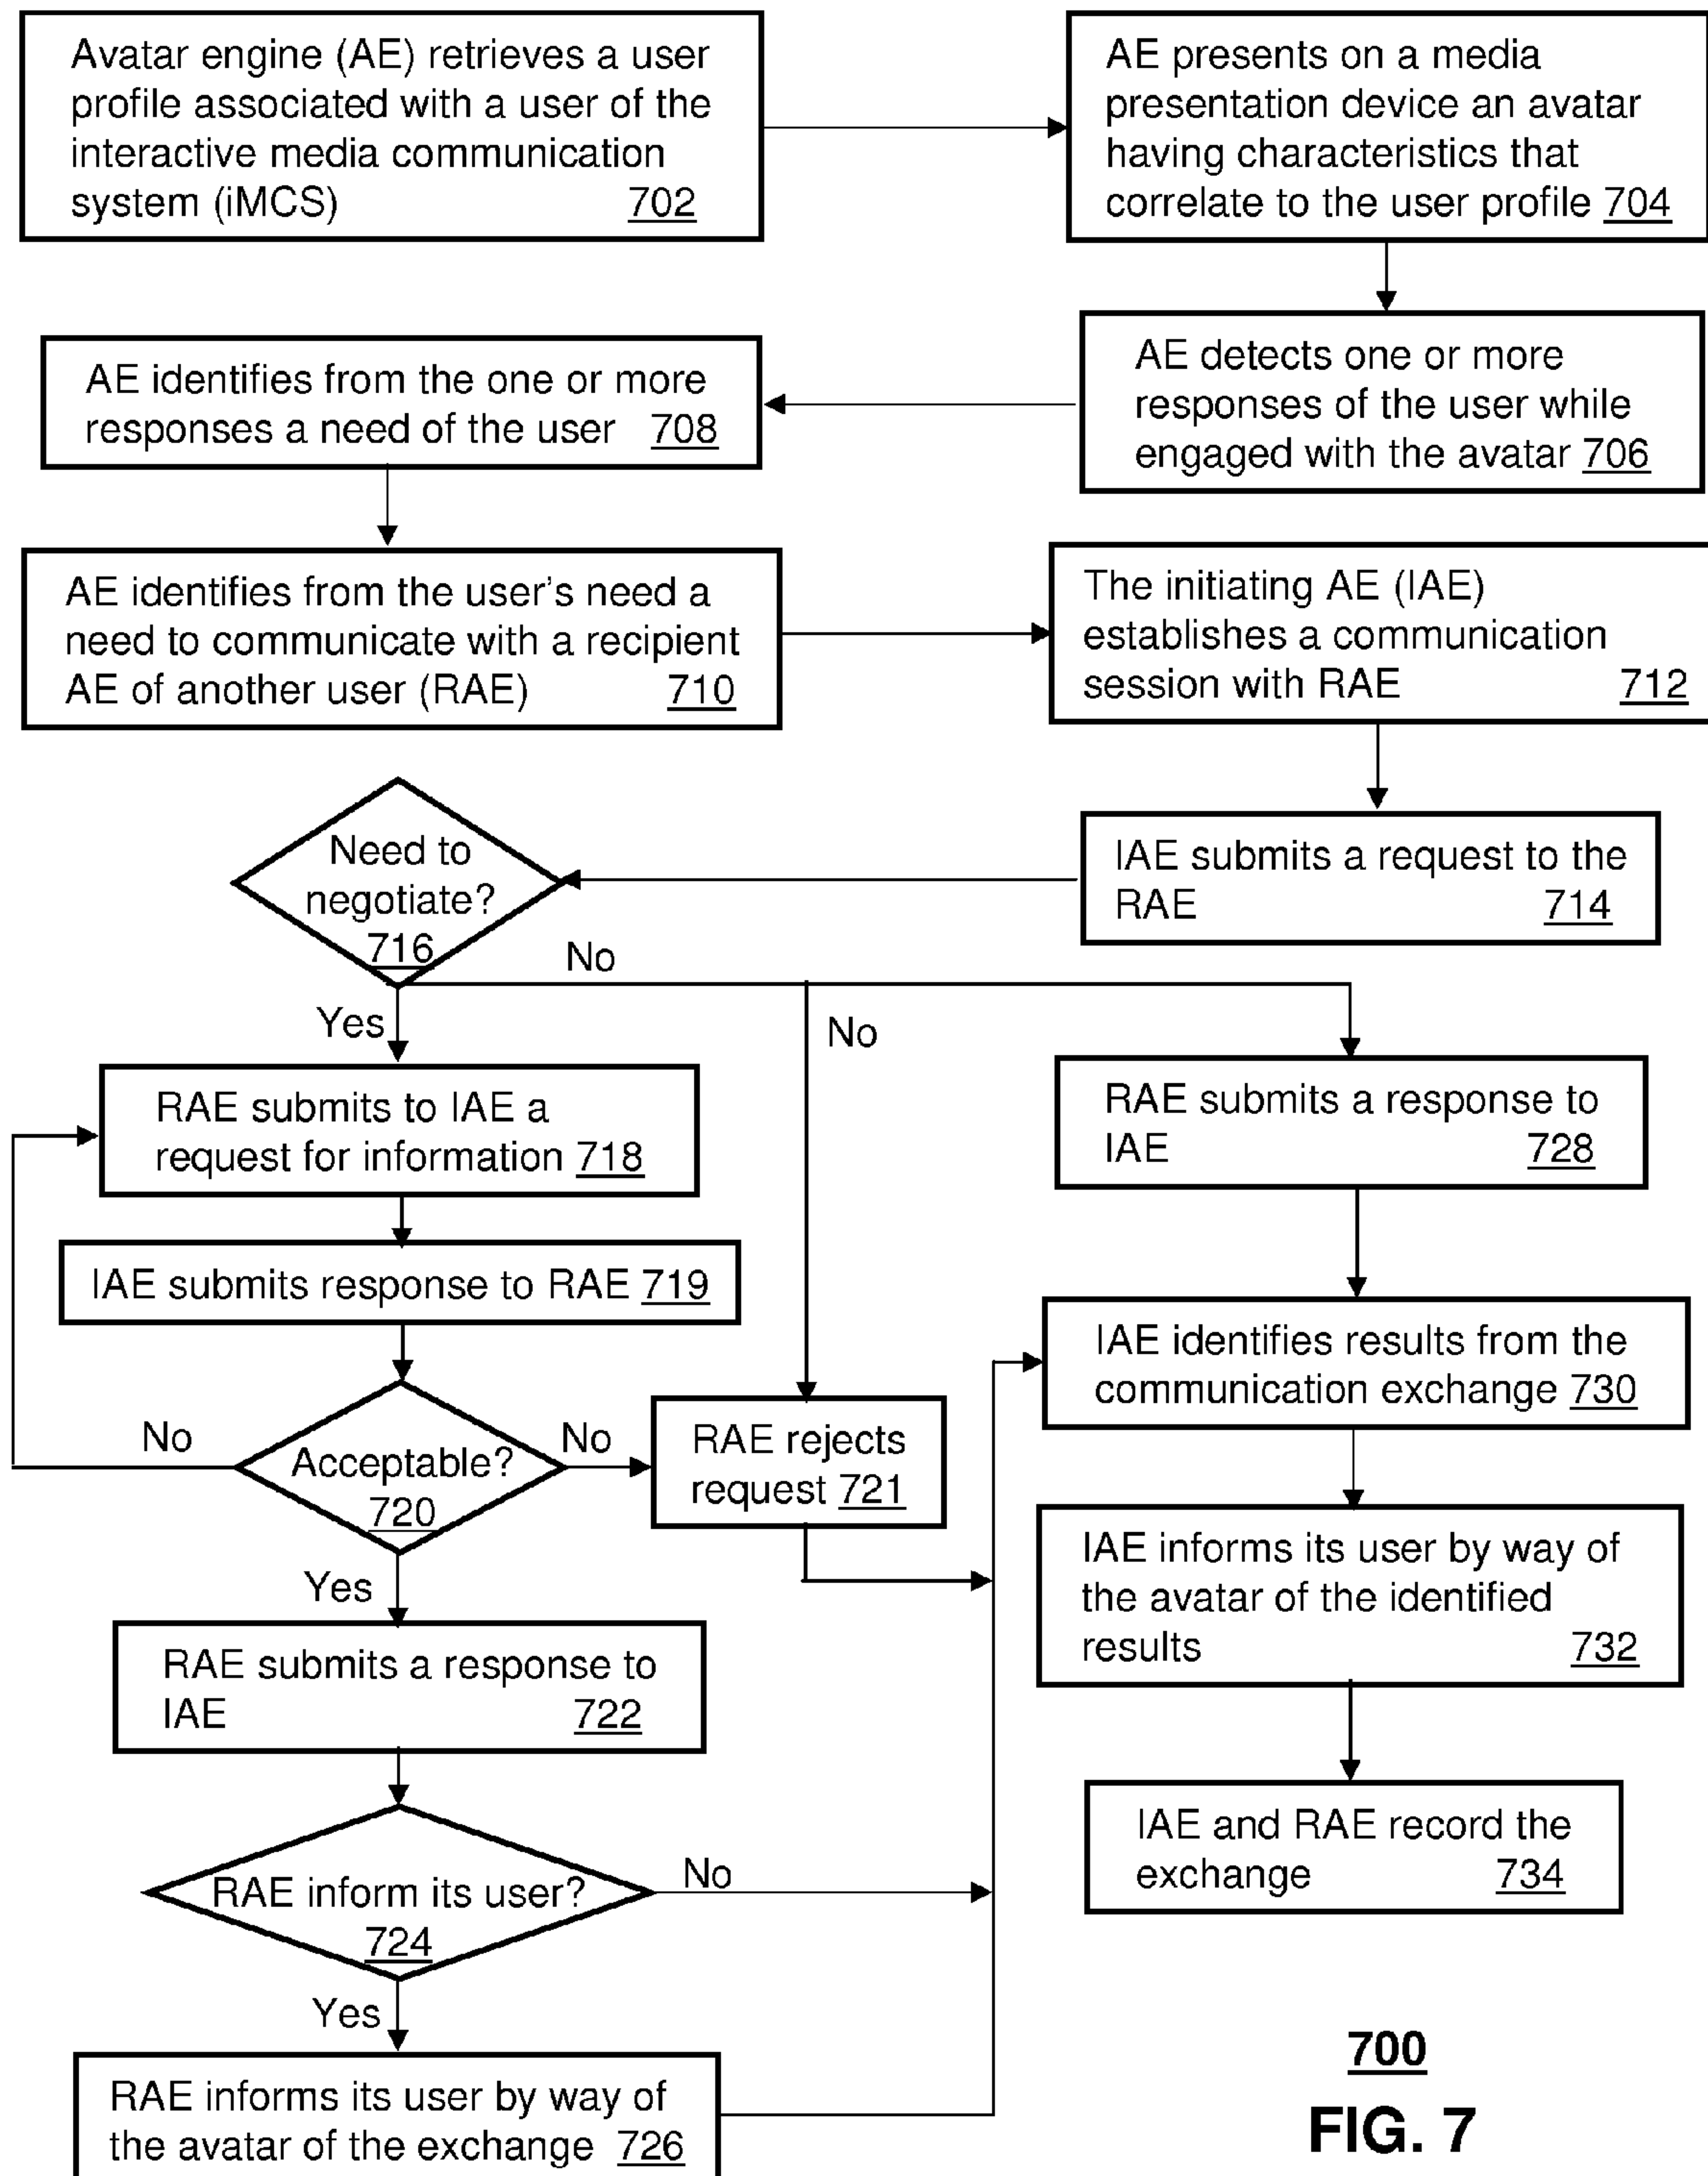 Avatar engine (AE) retrieves a user
profile associated with a user of the
interactive media communication
system (iMCS) 702
AE presents on a media
presentation device an avatar
having characteristics that
correlate to the user profile 704
AE detects one or more
responses of the user while
engaged with the avatar 706
AE identifies from the one or more
responses a need of the user 708
AE identifies from the user's need a
need to communicate with a recipient
AE of another user (RAE) 710
The initiating AE (IAE)
establishes a communication
session with RAE 712
IAE submits a request to the
RAE 714
Need to
negotiate?
716
No
Yes
No
RAE submits to IAE a
request for information 718
IAE submits response to RAE 719
No
Acceptable?
720
No
RAE rejects
request 721
Yes
RAE submits a response to
IAE 722
RAE inform its user?
724
No
Yes
RAE informs its user by way of
the avatar of the exchange 726
RAE submits a response to
IAE 728
IAE identifies results from the
communication exchange 730
IAE informs its user by way of
the avatar of the identified
results 732
IAE and RAE record the
exchange 734
700
FIG. 7